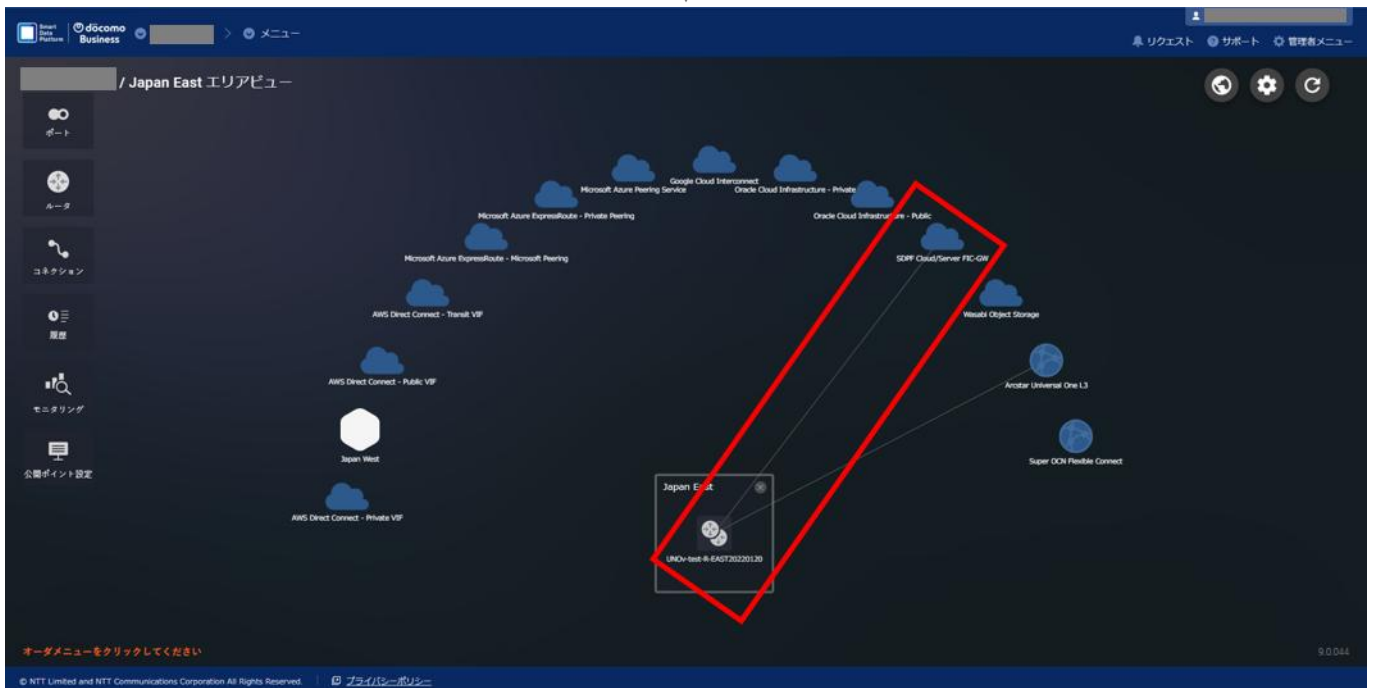 Smart Data Platform
döcomo Business
メニュー
リクエスト
サポート
管理者メニュー
/ Japan East エリアビュー
ポート
ルータ
コネクション
履歴
モニタリング
公開ポイント設定
Google Cloud Interconnect
Microsoft Azure Peering Service
Oracle Cloud Infrastructure - Private
Microsoft Azure ExpressRoute - Private Peering
Oracle Cloud Infrastructure - Public
Microsoft Azure ExpressRoute - Microsoft Peering
SDPF Cloud/Server FIC-GW
AWS Direct Connect - Transit VIF
Wasabi Object Storage
AWS Direct Connect - Public VIF
Arcstar Universal One L3
Japan West
Super OCN Flexible Connect
Japan East
AWS Direct Connect - Private VIF
UNOv-test-R-EAST20220120
オーダメニューをクリックしてください
9.0.044
© NTT Limited and NTT Communications Corporation All Rights Reserved.
プライバシーポリシー